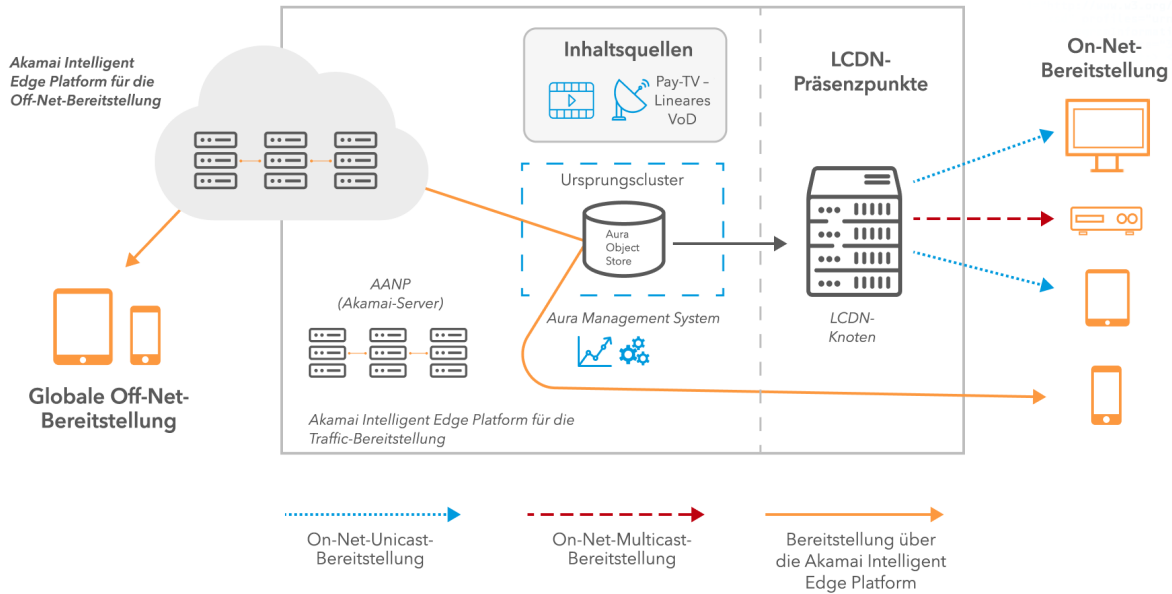 Akamai Intelligent
Edge Platform für die
Off-Net-Bereitstellung
Globale Off-Net-
Bereitstellung
Inhaltsquellen
Pay-TV –
Lineares
VoD
Ursprungscluster
Aura
Object
Store
AANP
(Akamai-Server)
Aura Management System
Akamai Intelligent Edge Platform für die
Traffic-Bereitstellung
LCDN-
Präsenzpunkte
LCDN-
Knoten
On-Net-
Bereitstellung
On-Net-Unicast-
Bereitstellung
On-Net-Multicast-
Bereitstellung
Bereitstellung über
die Akamai Intelligent
Edge Platform